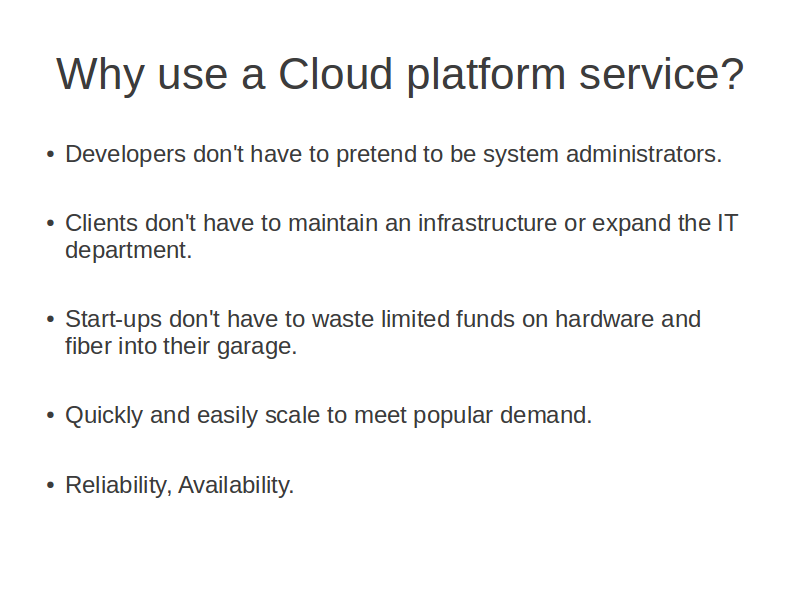 Why use a Cloud platform service?
• Developers don't have to pretend to be system administrators.
• Clients don't have to maintain an infrastructure or expand the IT
department.
• Start-ups don't have to waste limited funds on hardware and
fiber into their garage.
• Quickly and easily scale to meet popular demand.
• Reliability, Availability.